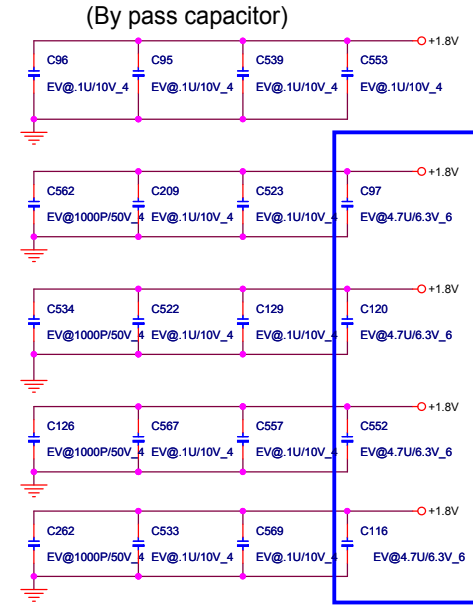 (By pass capacitor)
+1.8V
C96 C95 C539 C553
EV@.1U/10V_4 EV@.1U/10V_4 EV@.1U/10V_4 EV@.1U/10V_4
+1.8V
C562 C209 C523 C97
EV@1000P/50V_4 EV@.1U/10V_4 EV@.1U/10V_4 EV@4.7U/6.3V_6
+1.8V
C534 C522 C129 C120
EV@1000P/50V_4 EV@.1U/10V_4 EV@.1U/10V_4 EV@4.7U/6.3V_6
+1.8V
C126 C567 C557 C552
EV@1000P/50V_4 EV@.1U/10V_4 EV@.1U/10V_4 EV@4.7U/6.3V_6
+1.8V
C262 C533 C569 C116
EV@1000P/50V_4 EV@.1U/10V_4 EV@.1U/10V_4 EV@4.7U/6.3V_6